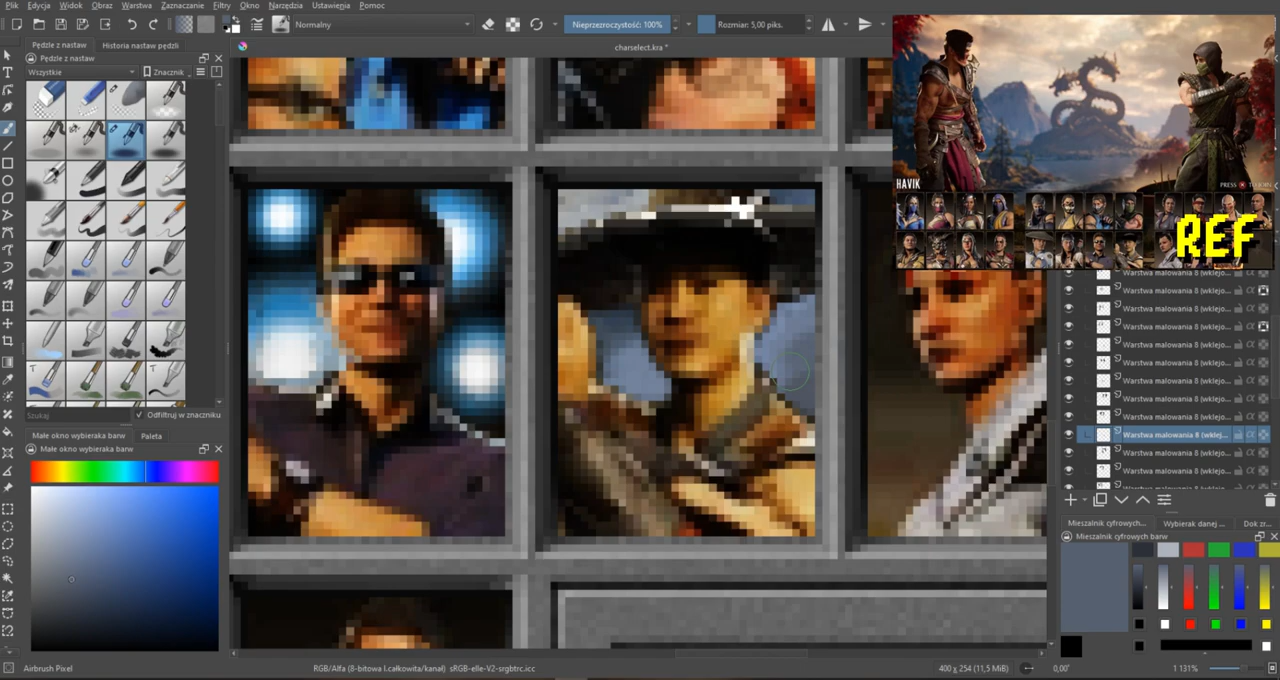 Plik Edycja Widok Obraz Warstwa Zaznaczanie Filtry Okno Narzędzia Ustawienia Pomoc
Normalny
Nieprzezroczystość: 100%
Rozmiar: 5,00 piks.
Pędzle z nastaw
Historia nastaw pędzli
charselect.kra *
Pędzle z nastaw
Wszystkie
Znacznik
HAVIK
PRESS
REF
Warstwa malowania 8 (wklejo...
Warstwa malowania 8 (wklejo...
Warstwa malowania 8 (wklejo...
Warstwa malowania 8 (wklejo...
Warstwa malowania 8 (wklejo...
Warstwa malowania 8 (wklejo...
Warstwa malowania 8 (wklejo...
Warstwa malowania 8 (wklejo...
Warstwa malowania 8 (wklejo...
Warstwa malowania 8 (wklej...
Warstwa malowania 8 (wklejo...
Warstwa malowania 8 (wklejo...
Szukaj
Odfiltruj w znaczniku
Małe okno wybieraka barw
Paleta
Małe okno wybieraka barw
Mieszalnik cyfrowych...
Wybierak danej ...
Dok zr...
Mieszalnik cyfrowych barw
Airbrush Pixel
RGB/Alfa (8-bitowa l.całkowita/kanał) sRGB-elle-V2-srgbtrc.icc
400 x 254 (11,5 MiB)
0,00°
1 131%